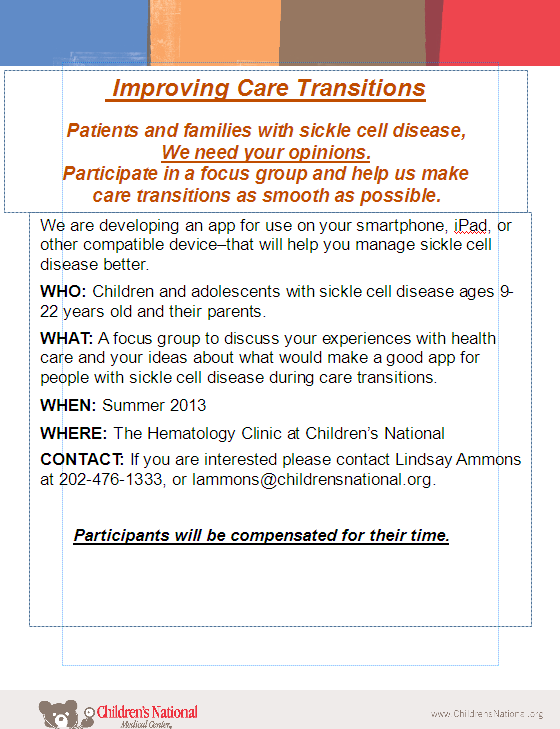 Improving Care Transitions
Patients and families with sickle cell disease,
We need your opinions.
Participate in a focus group and help us make
care transitions as smooth as possible.
We are developing an app for use on your smartphone, iPad, or
other compatible device–that will help you manage sickle cell
disease better.
WHO: Children and adolescents with sickle cell disease ages 9-
22 years old and their parents.
WHAT: A focus group to discuss your experiences with health
care and your ideas about what would make a good app for
people with sickle cell disease during care transitions.
WHEN: Summer 2013
WHERE: The Hematology Clinic at Children’s National
CONTACT: If you are interested please contact Lindsay Ammons
at 202-476-1333, or lammons@childrensnational.org.
Participants will be compensated for their time.
Children's National
Medical Center
www.ChildrensNational.org